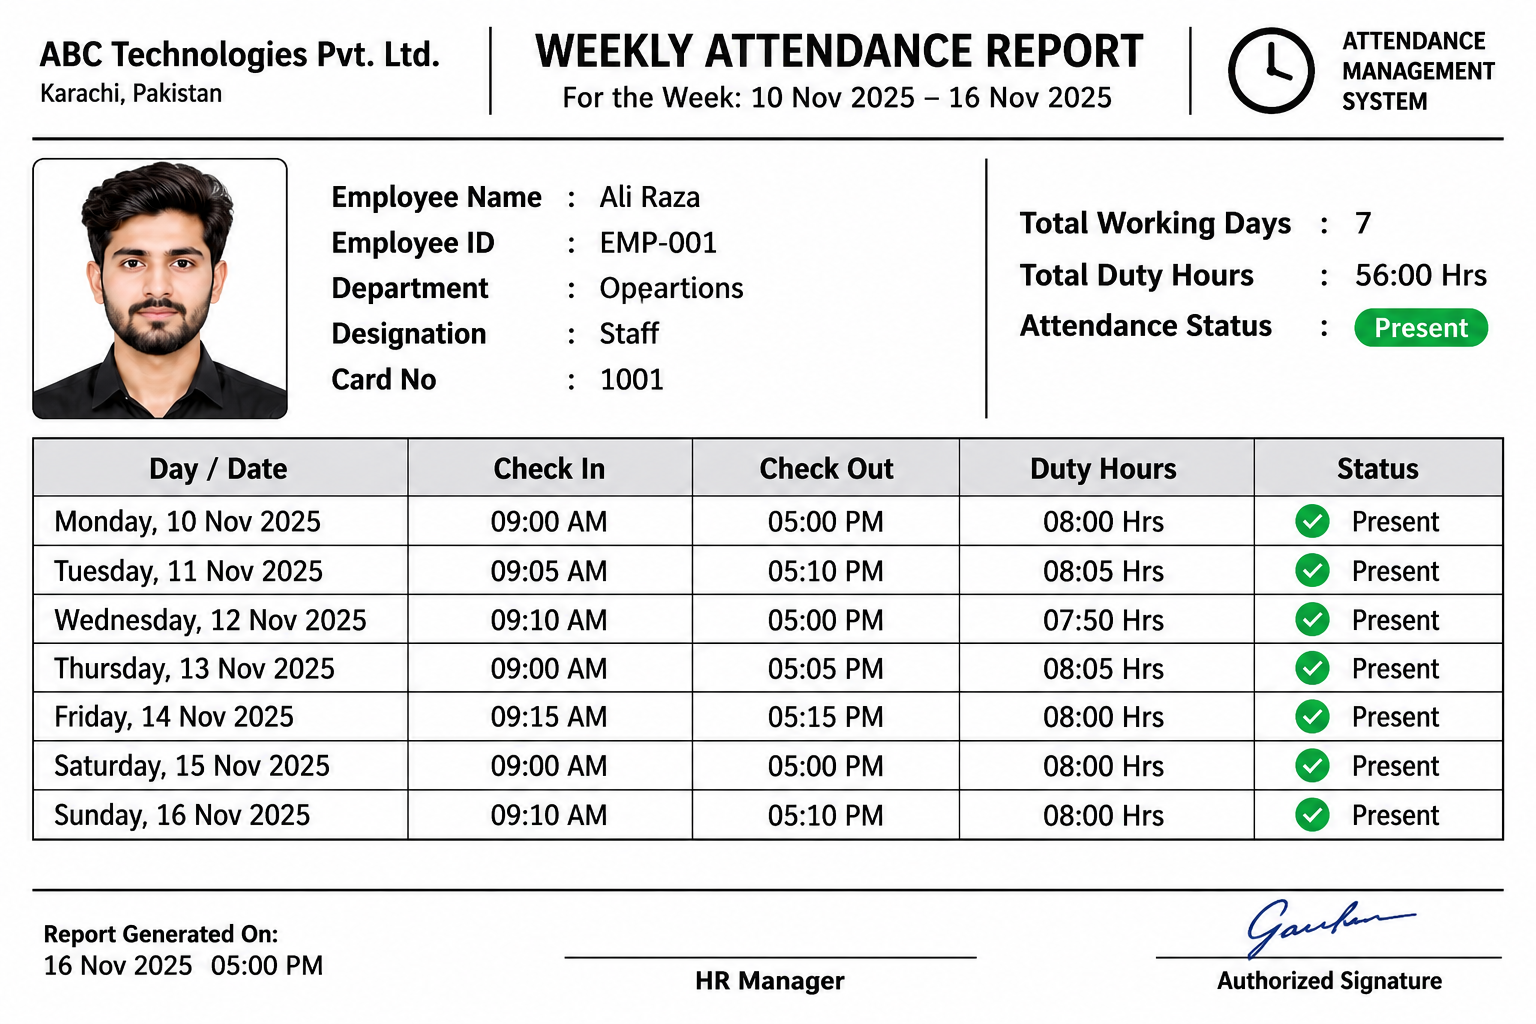 ABC Technologies Pvt. Ltd.
Karachi, Pakistan
WEEKLY ATTENDANCE REPORT
For the Week: 10 Nov 2025 – 16 Nov 2025
ATTENDANCE
MANAGEMENT
SYSTEM
Employee Name : Ali Raza
Employee ID : EMP-001
Department : Opeartions
Designation : Staff
Card No : 1001
Total Working Days : 7
Total Duty Hours : 56:00 Hrs
Attendance Status : Present
Day / Date Check In Check Out Duty Hours Status
Monday, 10 Nov 2025 09:00 AM 05:00 PM 08:00 Hrs Present
Tuesday, 11 Nov 2025 09:05 AM 05:10 PM 08:05 Hrs Present
Wednesday, 12 Nov 2025 09:10 AM 05:00 PM 07:50 Hrs Present
Thursday, 13 Nov 2025 09:00 AM 05:05 PM 08:05 Hrs Present
Friday, 14 Nov 2025 09:15 AM 05:15 PM 08:00 Hrs Present
Saturday, 15 Nov 2025 09:00 AM 05:00 PM 08:00 Hrs Present
Sunday, 16 Nov 2025 09:10 AM 05:10 PM 08:00 Hrs Present
Report Generated On:
16 Nov 2025 05:00 PM
HR Manager
Authorized Signature